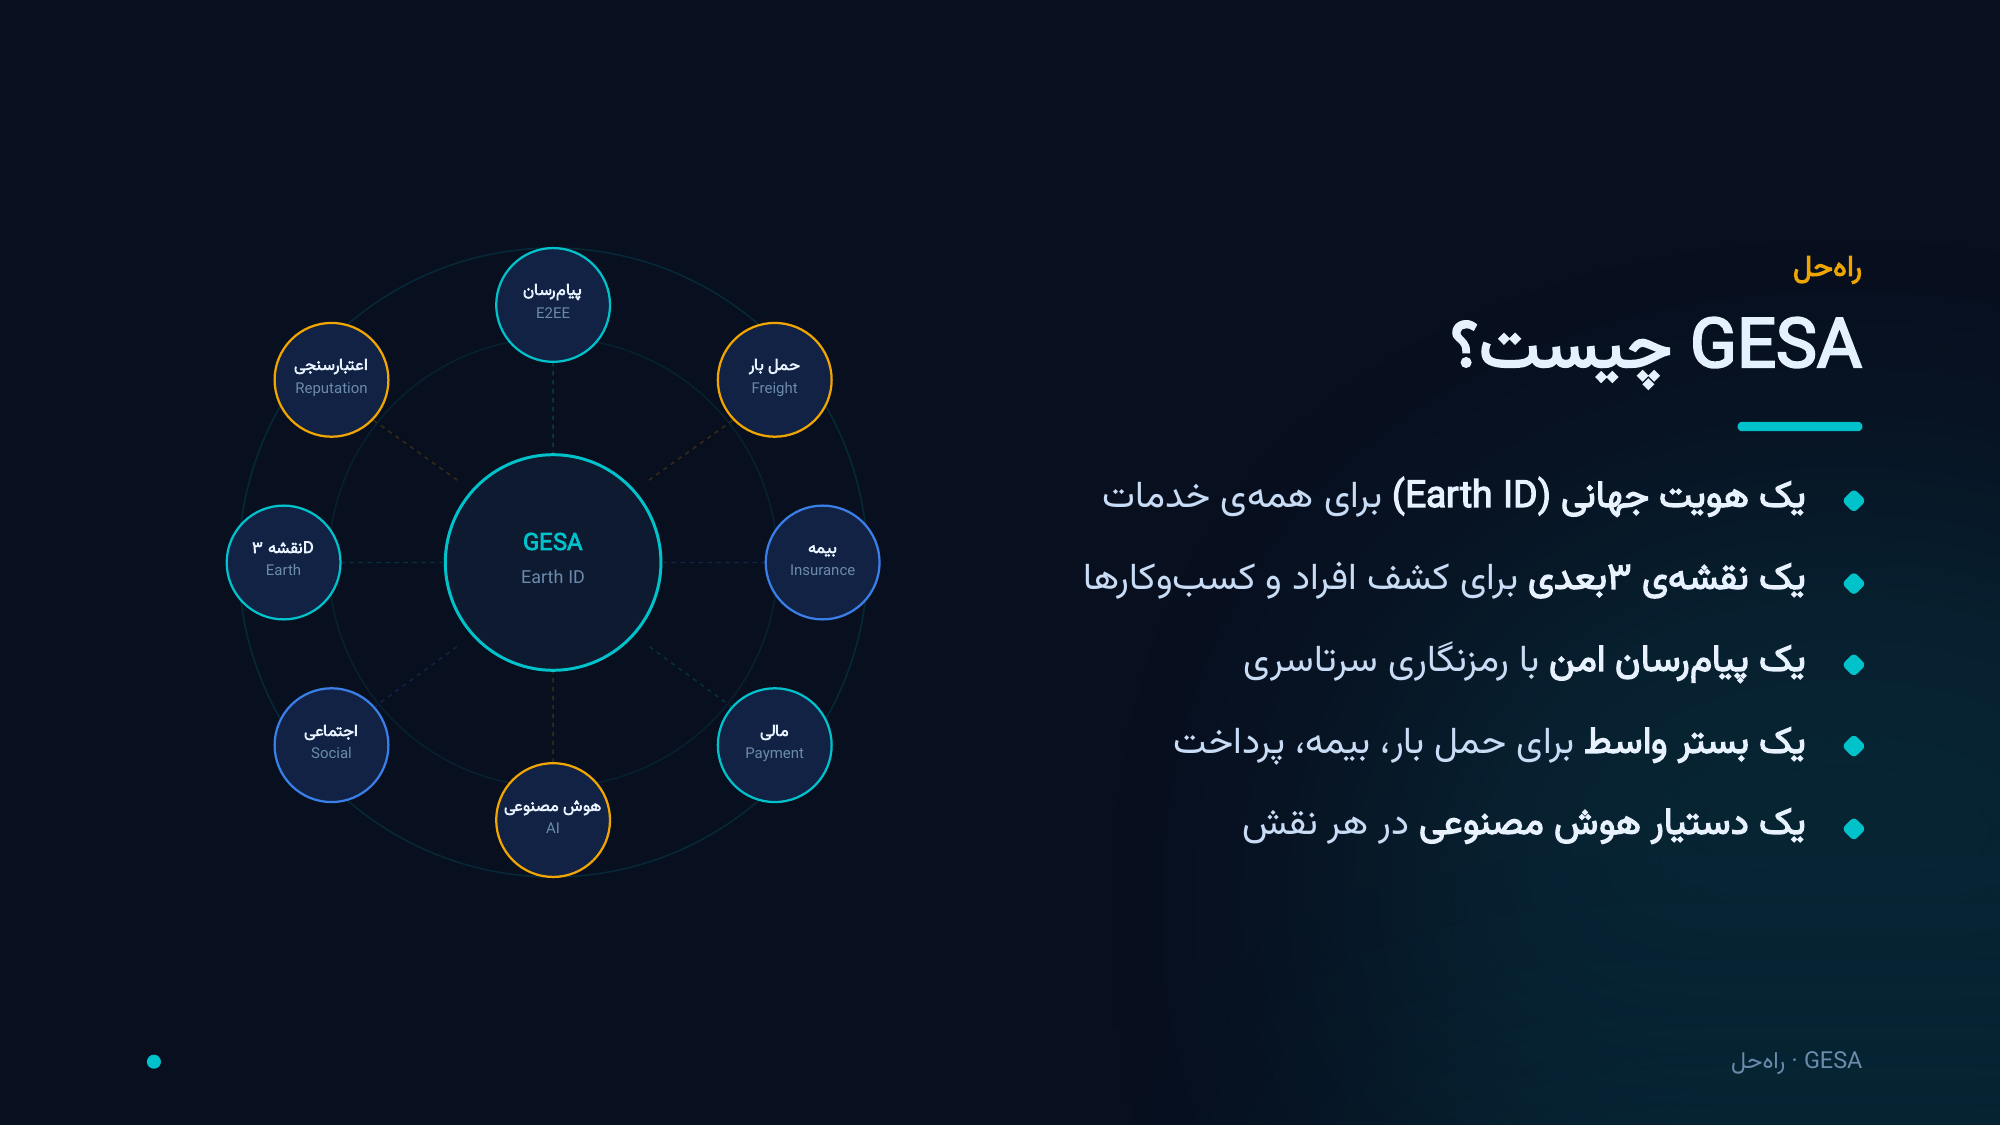 راه‌حل
GESA چیست؟
یک هویت جهانی (Earth ID) برای همه‌ی خدمات
یک نقشه‌ی ۳بعدی برای کشف افراد و کسب‌وکارها
یک پیام‌رسان امن با رمزنگاری سرتاسری
یک بستر واسط برای حمل بار، بیمه، پرداخت
یک دستیار هوش مصنوعی در هر نقش
پیام‌رسان
E2EE
حمل بار
Freight
بیمه
Insurance
مالی
Payment
هوش مصنوعی
AI
اجتماعی
Social
نقشه ۳D
Earth
اعتبارسنجی
Reputation
GESA
Earth ID
GESA · راه‌حل